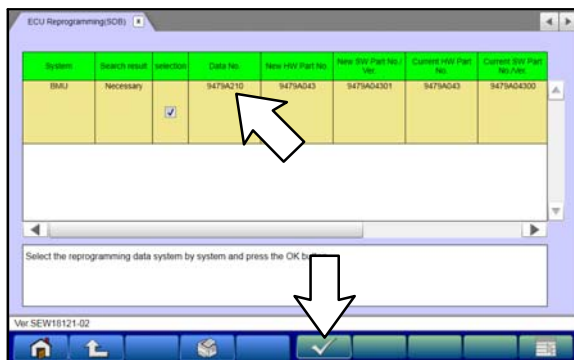 ECU Reprogramming(SDB) x
System Search result selection Data No. New HW Part No. New SW Part No./Ver. Current HW Part No. Current SW Part No./Ver.
BMU Necessary 9479A210 9479A043 9479A04301 9479A043 9479A04300
Select the reprogramming data system by system and press the OK
Ver.SEW18121-02